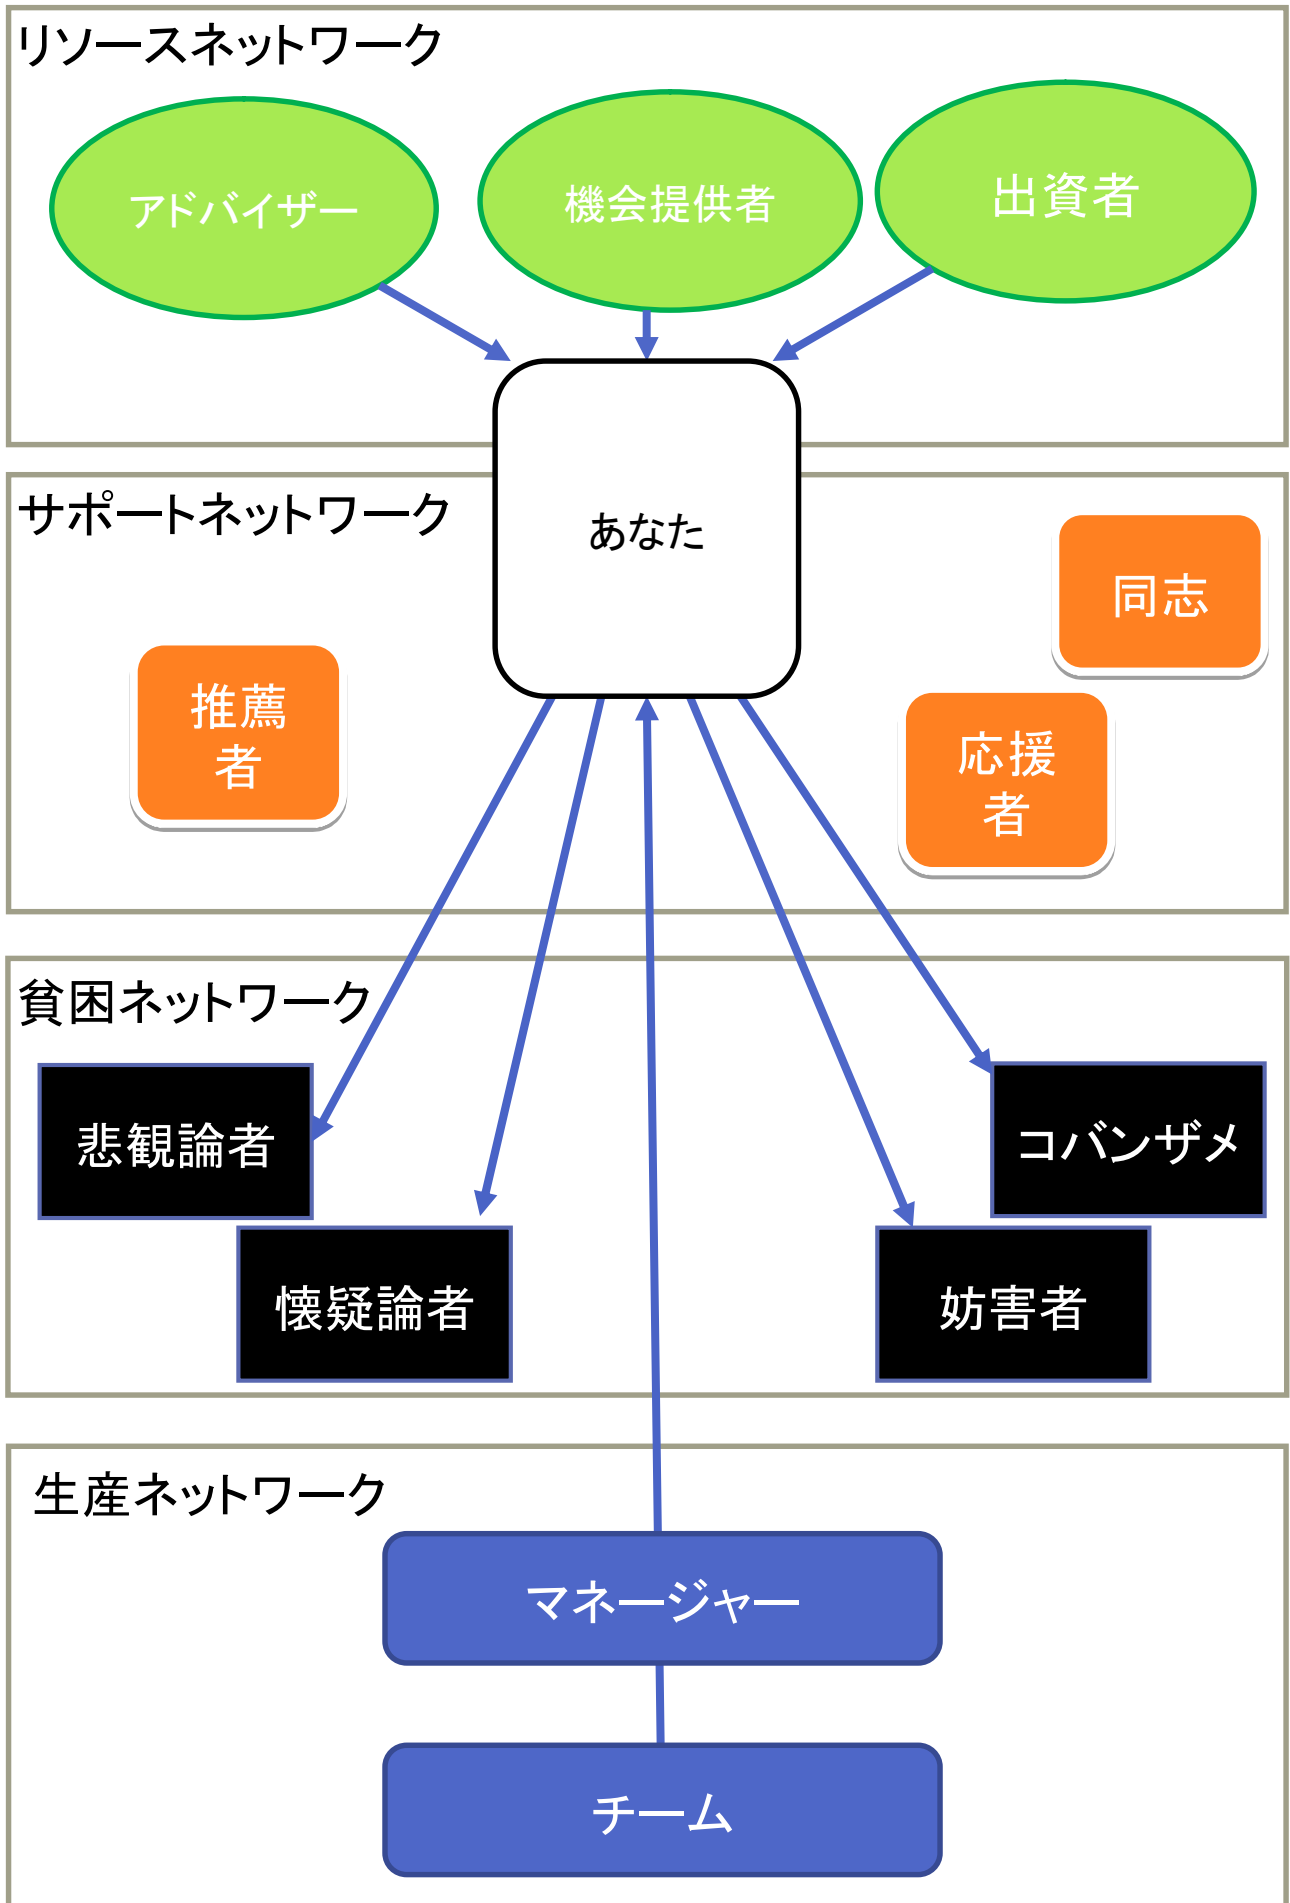 リソースネットワーク
アドバイザー
機会提供者
出資者
サポートネットワーク
あなた
同志
推薦
者
応援
者
貧困ネットワーク
悲観論者
コバンザメ
懐疑論者
妨害者
生産ネットワーク
マネージャー
チーム